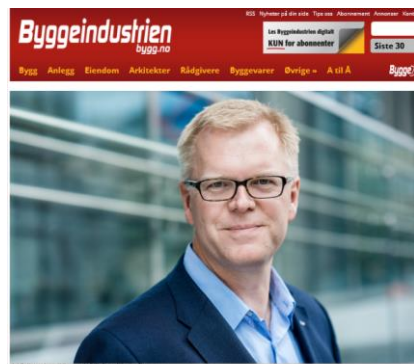 RSS Nyheter på din side Tips oss Abonnement Annonser
Byggeindustrien
bygg.no
Les Byggeindustrien digitalt
KUN for abonnenter
Siste 30
Bygg Anlegg Eiendom Arkitekter Rådgivere Byggevarer Øvrige » A til Å